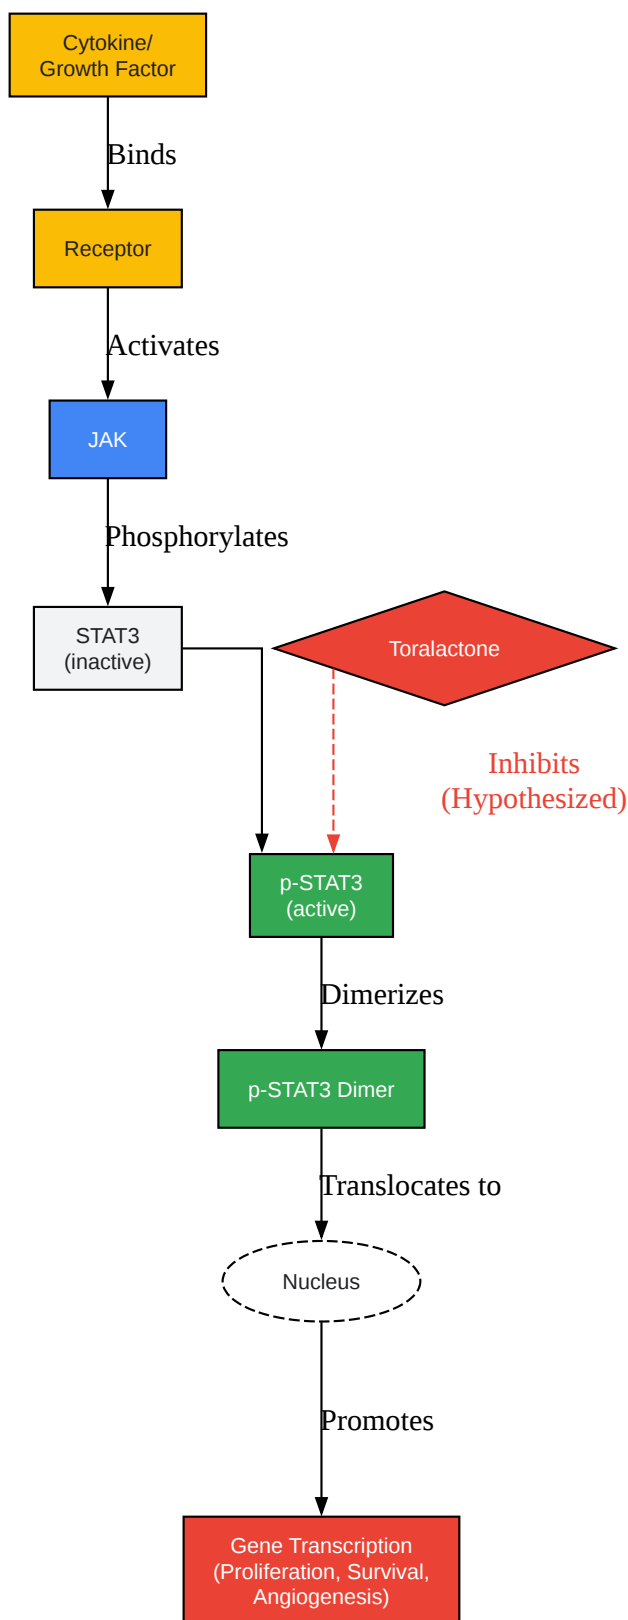 Cytokine/
Growth Factor
Binds
Receptor
Activates
JAK
Phosphorylates
STAT3
(inactive)
Toralactone
Inhibits
(Hypothesized)
p-STAT3
(active)
Dimerizes
p-STAT3 Dimer
Translocates to
Nucleus
Promotes
Gene Transcription
(Proliferation, Survival,
Angiogenesis)